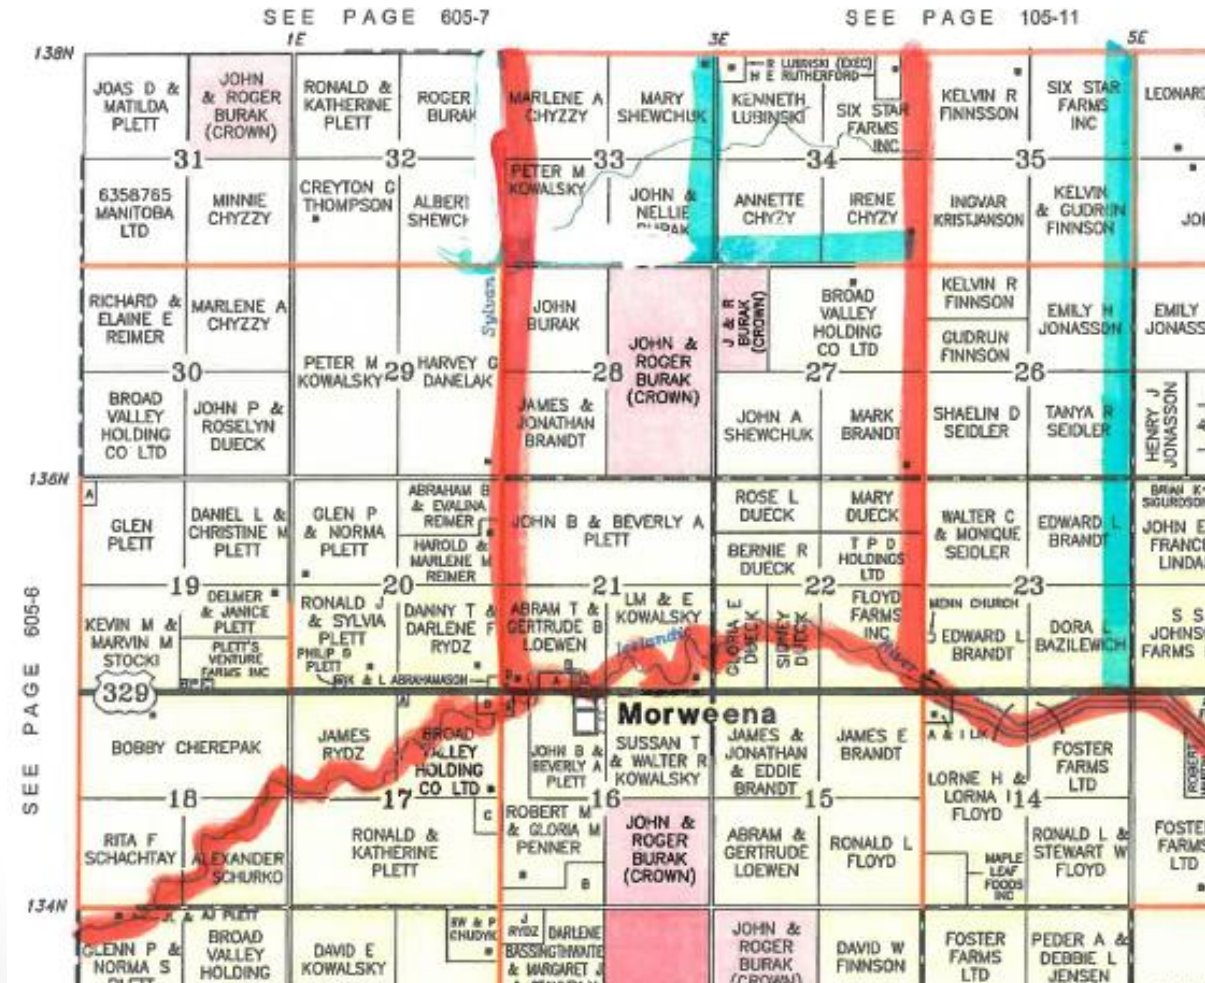 SEE PAGE 605-7
SEE PAGE 105-11
138N
1E
3E
5E
JOAS D &
MATILDA
PLETT
JOHN
& ROGER
BURAK
(CROWN)
RONALD &
KATHERINE
PLETT
ROGER
BURAK
MARLENE A
CHYZZY
MARY
SHEWCHUK
R LUBINSKI (EXEC)
H E RUTHERFORD
KENNETH
LUBINSKI
SIX STAR
FARMS
INC
KELVIN R
FINNSSON
SIX STAR
FARMS
INC
LEONARD
31
32
33
34
35
6358765
MANITOBA
LTD
MINNIE
CHYZZY
CREYTON G
THOMPSON
ALBERT
SHEWCH
PETER M
KOWALSKY
JOHN &
NELLIE
BURAK
ANNETTE
CHYZY
IRENE
CHYZY
INGVAR
KRISTJANSON
KELVIN
& GUDRUN
FINNSON
RICHARD &
ELAINE E
REIMER
MARLENE A
CHYZZY
PETER M
KOWALSKY
HARVEY G
DANELAK
Sylvan
JOHN
BURAK
JOHN &
ROGER
BURAK
(CROWN)
J & R
BURAK
(CROWN)
BROAD
VALLEY
HOLDING
CO LTD
KELVIN R
FINNSON
GUDRUN
FINNSON
EMILY H
JONASSON
EMILY
JONASS
30
29
28
27
26
BROAD
VALLEY
HOLDING
CO LTD
JOHN P &
ROSELYN
DUECK
JAMES &
JONATHAN
BRANDT
JOHN A
SHEWCHUK
MARK
BRANDT
SHAELIN D
SEIDLER
TANYA R
SEIDLER
HENRY J
JONASSON
136N
A
GLEN
PLETT
DANIEL L &
CHRISTINE M
PLETT
GLEN P
& NORMA
PLETT
ABRAHAM B
& EVALINA
REIMER
HAROLD &
MARLENE M
REIMER
JOHN B & BEVERLY A
PLETT
ROSE L
DUECK
BERNIE R
DUECK
MARY
DUECK
T P D
HOLDINGS
LTD
WALTER C
& MONIQUE
SEIDLER
EDWARD L
BRANDT
BRIAN K
SIGURDSON
JOHN E
FRANC
LINDA
19
20
21
22
23
KEVIN M &
MARVIN M
STOCKI
DELMER
& JANICE
PLETT
PLETT'S
VENTURE
FARMS INC
RONALD J
& SYLVIA
PLETT
PHILIP D
PLETT
DANNY T &
DARLENE F
RYDZ
& L ABRAHAMSON
ABRAM T &
GERTRUDE B
LOEWEN
LM & E
KOWALSKY
Icelandic
GLORIA E
DUECK
SIDNEY
DUECK
FLOYD
FARMS
INC
River
MENN CHURCH
EDWARD L
BRANDT
DORA L
BAZILEWICH
S S
JOHNS
FARMS
SEE PAGE 605-6
329
BOBBY CHEREPAK
JAMES
RYDZ
A
BROAD
VALLEY
HOLDING
CO LTD
Morweena
JOHN B &
BEVERLY A
PLETT
SUSSAN T
& WALTER R
KOWALSKY
JAMES &
JONATHAN
& EDDIE
BRANDT
JAMES E
BRANDT
LORNE H &
LORNA I
FLOYD
FOSTER
FARMS
LTD
ROBERT
18
17
16
15
14
RITA F
SCHACHTAY
ALEXANDER
SCHURKO
RONALD &
KATHERINE
PLETT
C
ROBERT M
& GLORIA M
PENNER
B
JOHN &
ROGER
BURAK
(CROWN)
ABRAM &
GERTRUDE
LOEWEN
RONALD L
FLOYD
MAPLE
LEAF
FOODS
INC
RONALD L &
STEWART W
FLOYD
FOSTE
FARMS
LTD
134N
& AJ PLETT
GLENN P &
NORMA S
BROAD
VALLEY
HOLDING
DAVID E
KOWALSKY
J
RYDZ
DARLENE
BASSINGTHWAITE
& MARGARET J
JOHN &
ROGER
BURAK
(CROWN)
DAVID W
FINNSON
FOSTER
FARMS
LTD
PEDER A &
DEBBIE L
JENSEN